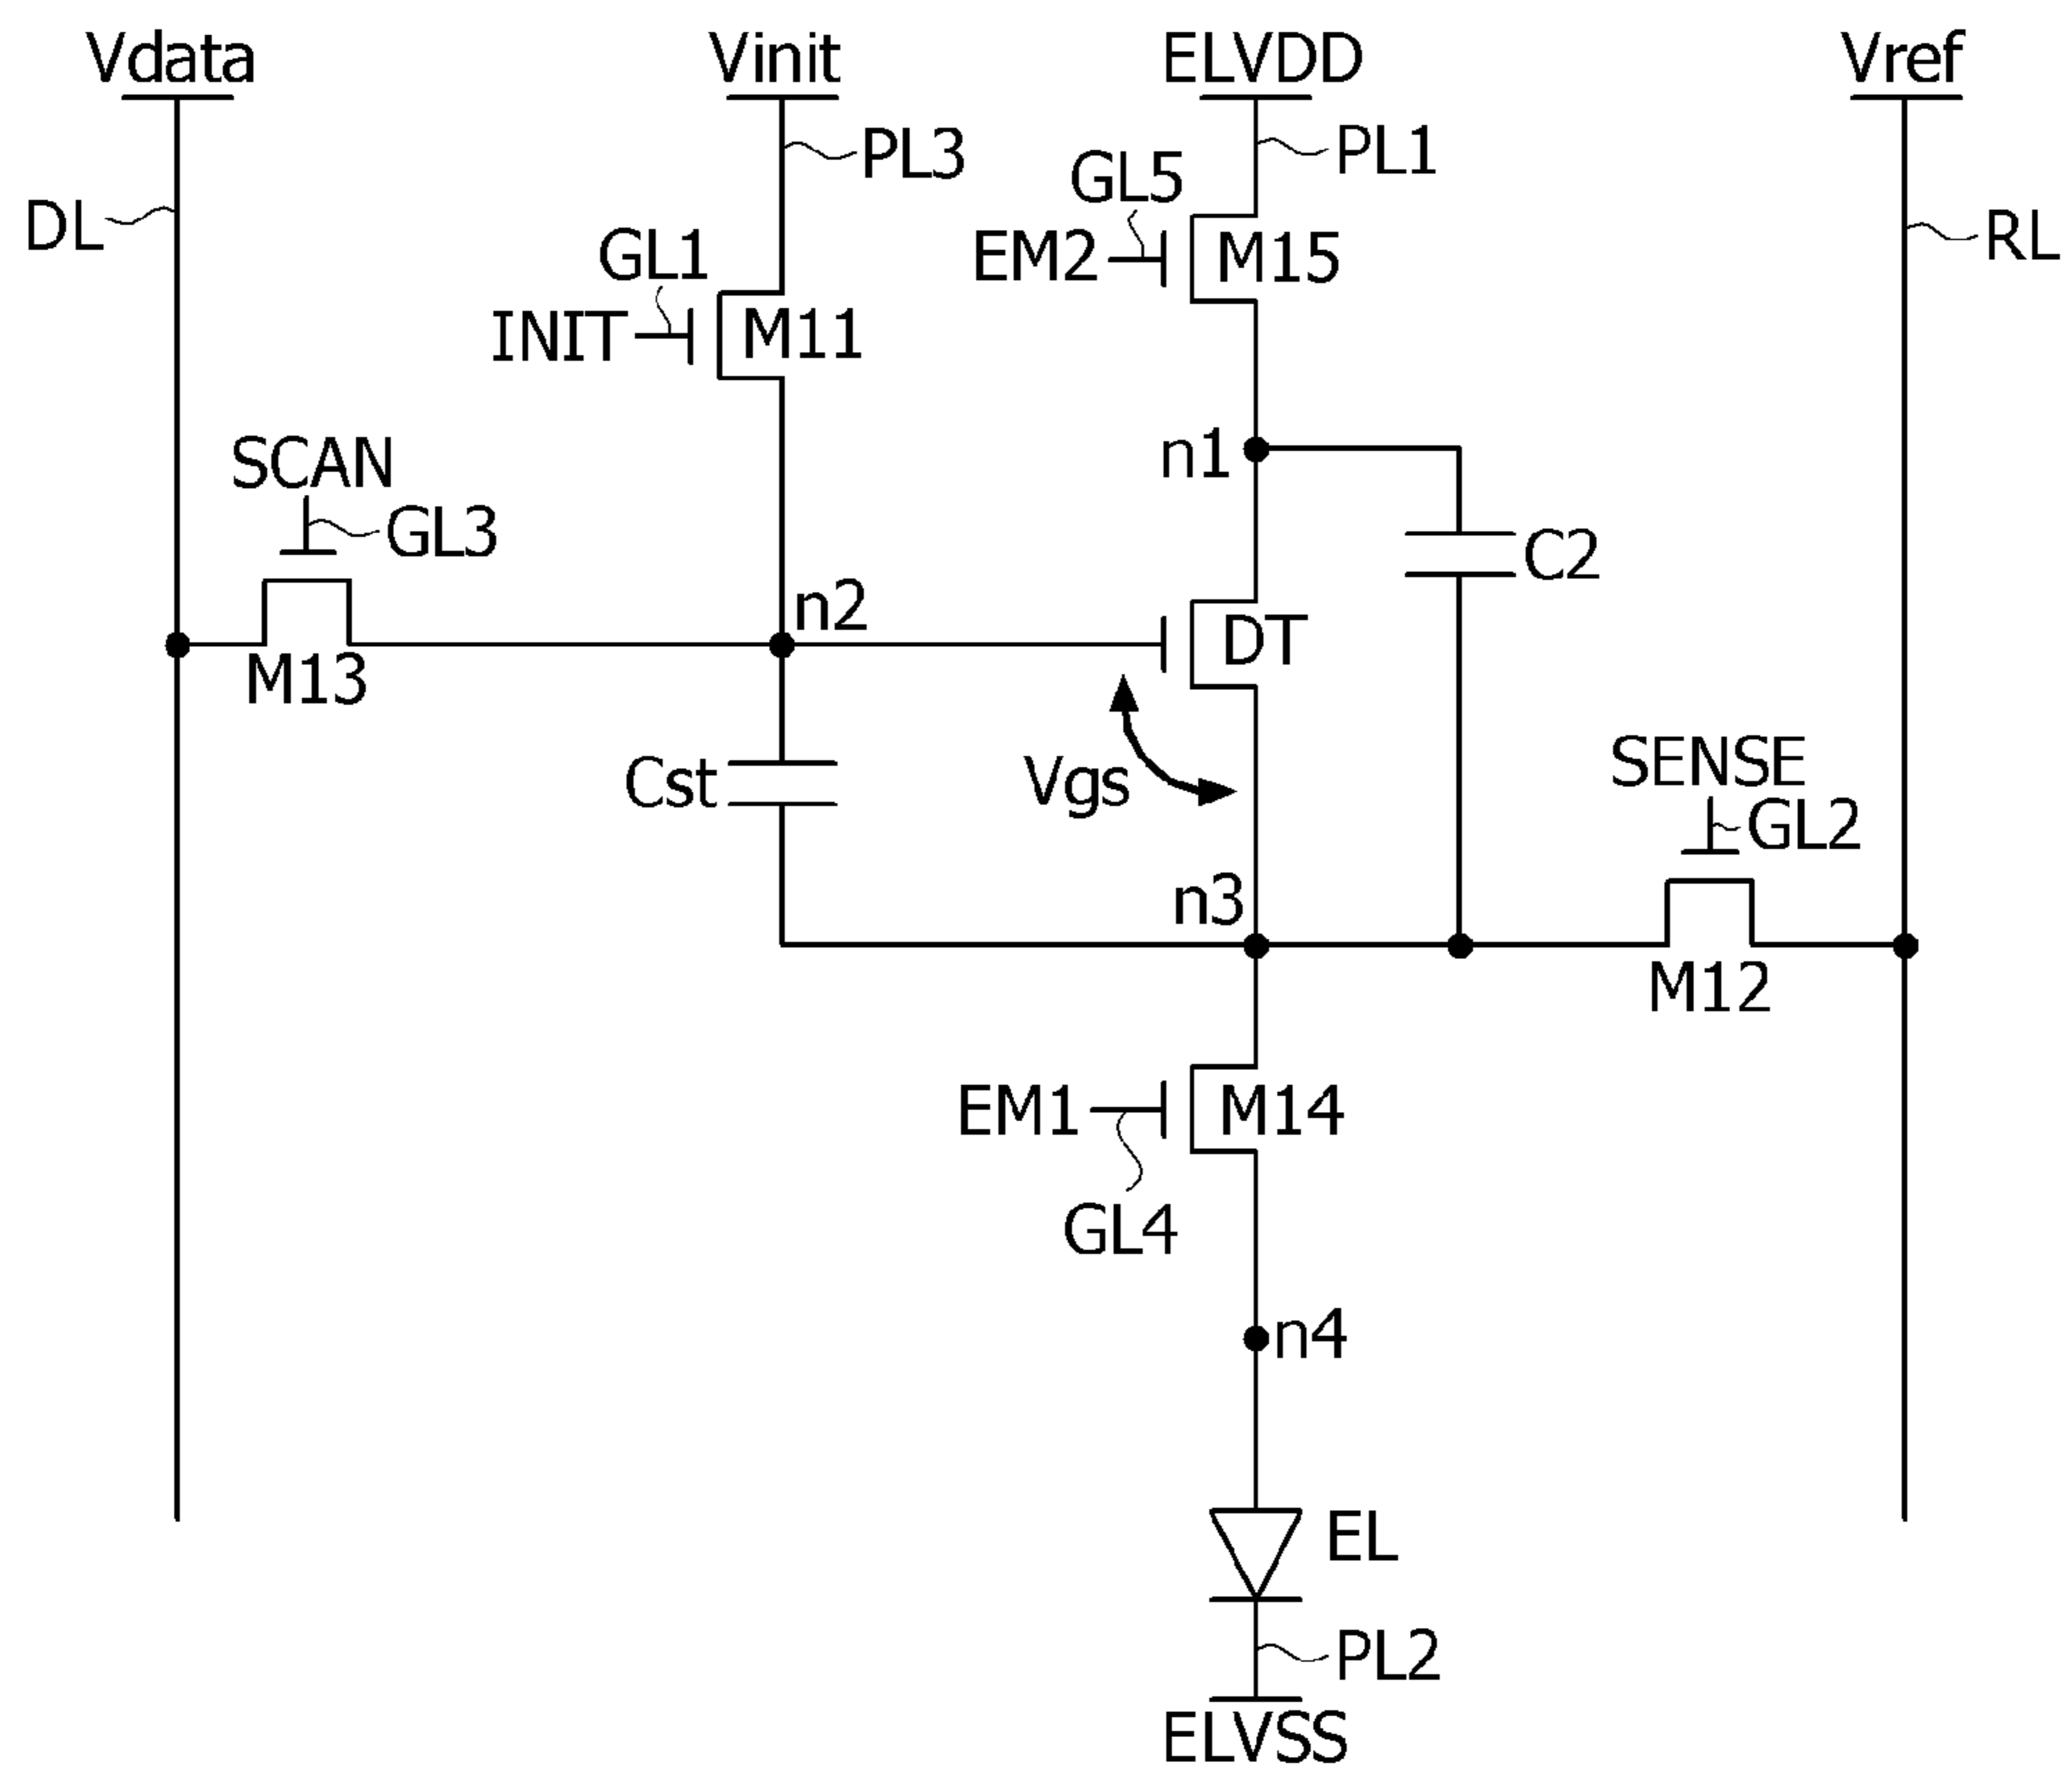 Vdata
Vinit
ELVDD
Vref
PL3
PL1
GL5
DL
GL1
EM2
M15
RL
INIT
M11
SCAN
n1
GL3
C2
n2
DT
M13
Cst
Vgs
SENSE
GL2
n3
M12
EM1
M14
GL4
n4
EL
PL2
ELVSS